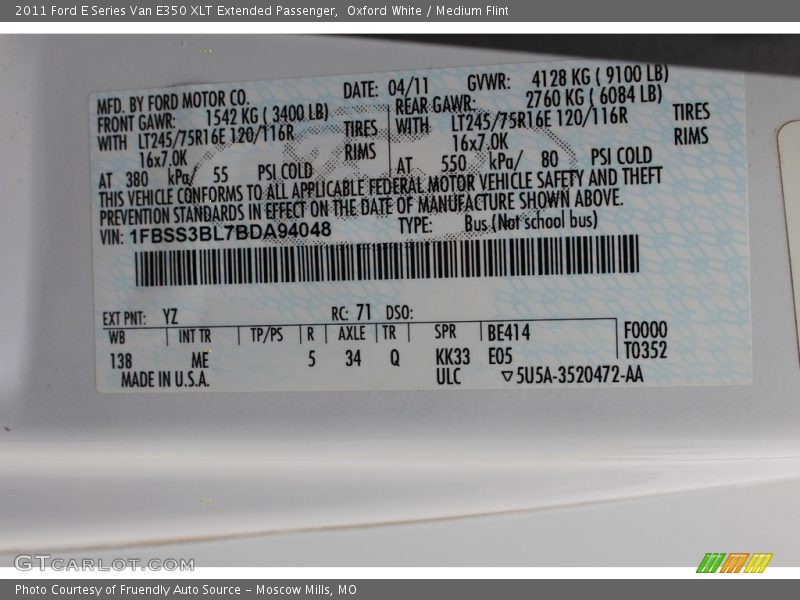 2011 Ford E Series Van E350 XLT Extended Passenger,  Oxford White / Medium Flint
MFD. BY FORD MOTOR CO. DATE: 04/11 GVWR: 4128 KG ( 9100 LB)
FRONT GAWR: 1542 KG ( 3400 LB) REAR GAWR: 2760 KG ( 6084 LB)
WITH LT245/75R16E 120/116R TIRES WITH LT245/75R16E 120/116R TIRES
16x7.0K RIMS 16x7.0K RIMS
AT 380 kPa/ 55 PSI COLD AT 550 kPa/ 80 PSI COLD
THIS VEHICLE CONFORMS TO ALL APPLICABLE FEDERAL MOTOR VEHICLE SAFETY AND THEFT
PREVENTION STANDARDS IN EFFECT ON THE DATE OF MANUFACTURE SHOWN ABOVE.
VIN: 1FBSS3BL7BDA94048 TYPE: Bus (Not school bus)
EXT PNT: YZ RC: 71 DSO:
WB INT TR TP/PS R AXLE TR SPR BE414 F0000
138 ME 5 34 Q KK33 E05 T0352
MADE IN U.S.A. ULC ▽5U5A-3520472-AA
GTCARLOT.COM
Photo Courtesy of Fruendly Auto Source – Moscow Mills, MO